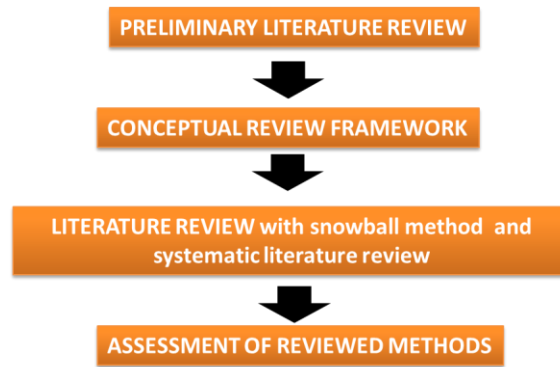 PRELIMINARY LITERATURE REVIEW
CONCEPTUAL REVIEW FRAMEWORK
LITERATURE REVIEW with snowball method and
systematic literature review
ASSESSMENT OF REVIEWED METHODS